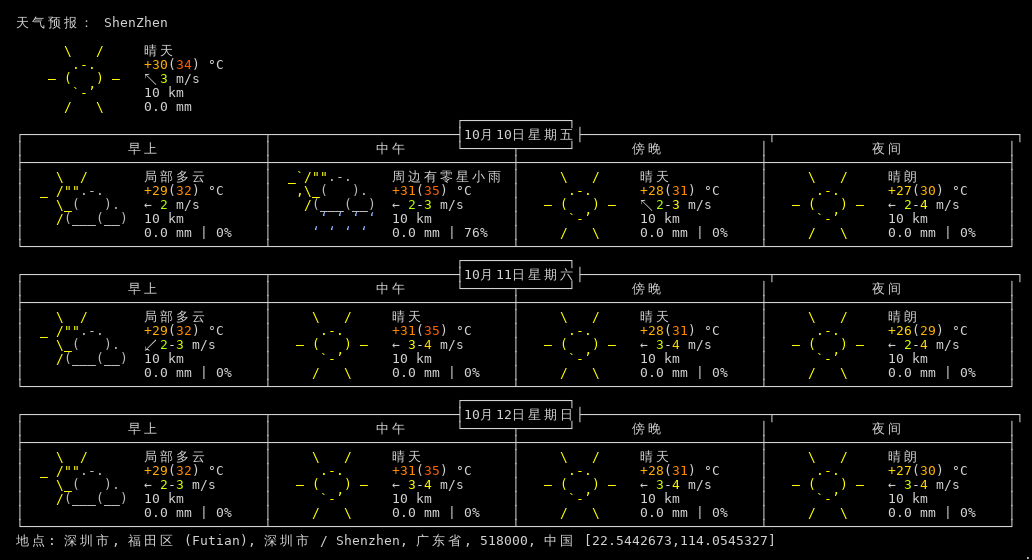 天气预报： ShenZhen
晴天
+30(34) °C
↖ 3 m/s
10 km
0.0 mm
10月10日星期五
早上 中午 傍晚 夜间
局部多云 周边有零星小雨 晴天 晴朗
+29(32) °C +31(35) °C +28(31) °C +27(30) °C
← 2 m/s ← 2-3 m/s ↖ 2-3 m/s ← 2-4 m/s
10 km 10 km 10 km 10 km
0.0 mm | 0% 0.0 mm | 76% 0.0 mm | 0% 0.0 mm | 0%
10月11日星期六
早上 中午 傍晚 夜间
局部多云 晴天 晴天 晴朗
+29(32) °C +31(35) °C +28(31) °C +26(29) °C
↙ 2-3 m/s ← 3-4 m/s ← 3-4 m/s ← 2-4 m/s
10 km 10 km 10 km 10 km
0.0 mm | 0% 0.0 mm | 0% 0.0 mm | 0% 0.0 mm | 0%
10月12日星期日
早上 中午 傍晚 夜间
局部多云 晴天 晴天 晴朗
+29(32) °C +31(35) °C +28(31) °C +27(30) °C
← 2-3 m/s ← 3-4 m/s ← 3-4 m/s ← 3-4 m/s
10 km 10 km 10 km 10 km
0.0 mm | 0% 0.0 mm | 0% 0.0 mm | 0% 0.0 mm | 0%
地点: 深圳市, 福田区 (Futian), 深圳市 / Shenzhen, 广东省, 518000, 中国 [22.5442673,114.0545327]